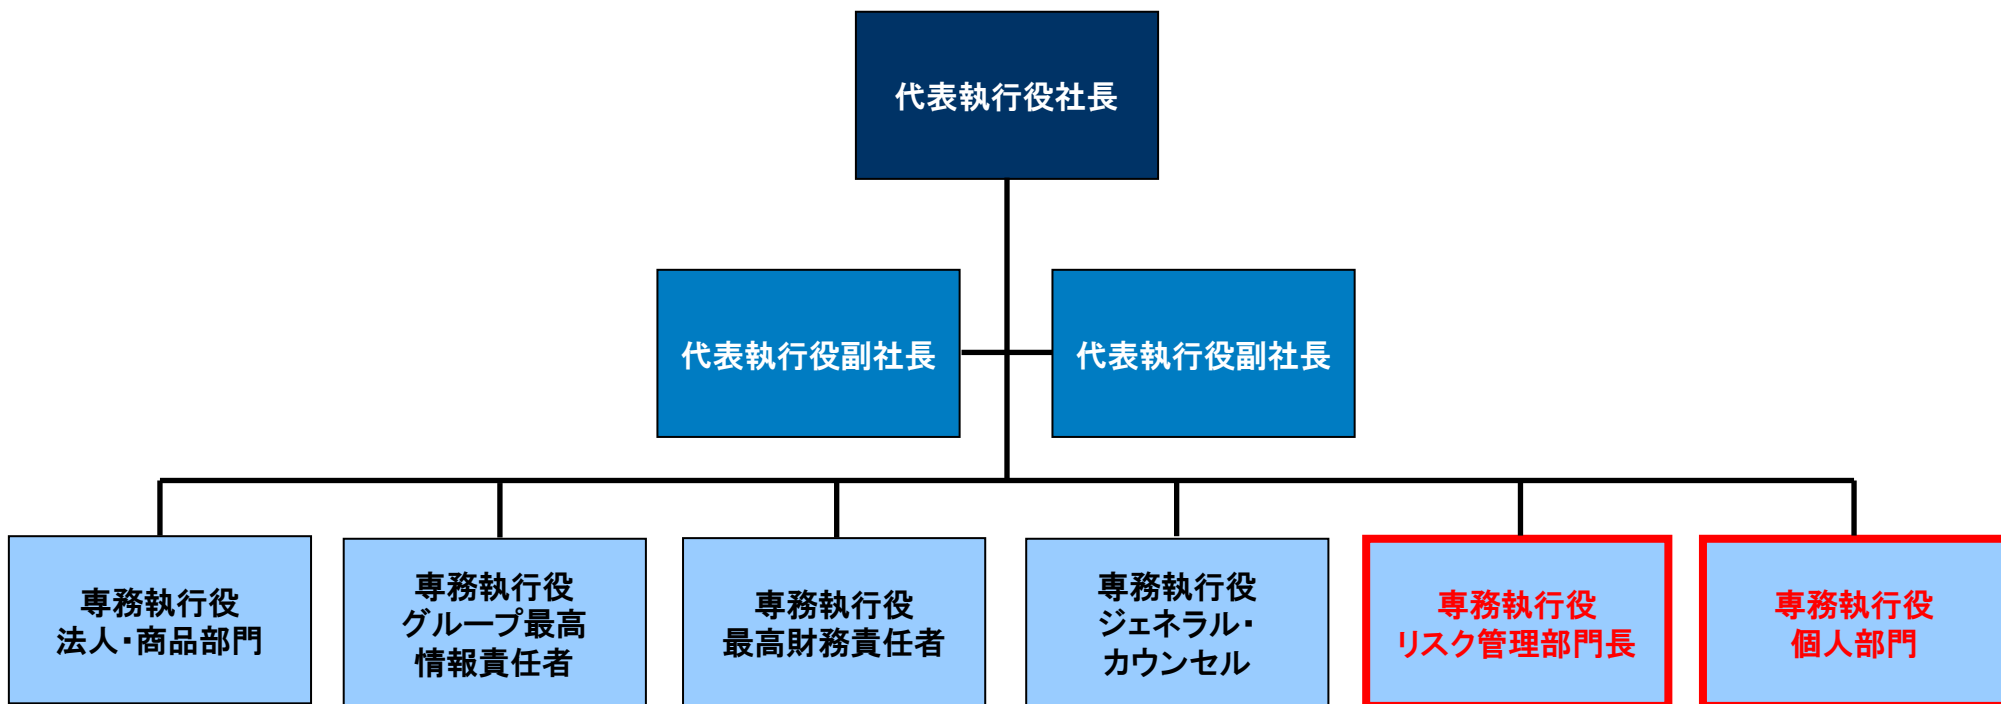 代表執行役社長
代表執行役副社長
代表執行役副社長
専務執行役
法人・商品部門
専務執行役
グループ最高
情報責任者
専務執行役
最高財務責任者
専務執行役
ジェネラル・
カウンセル
専務執行役
リスク管理部門長
専務執行役
個人部門